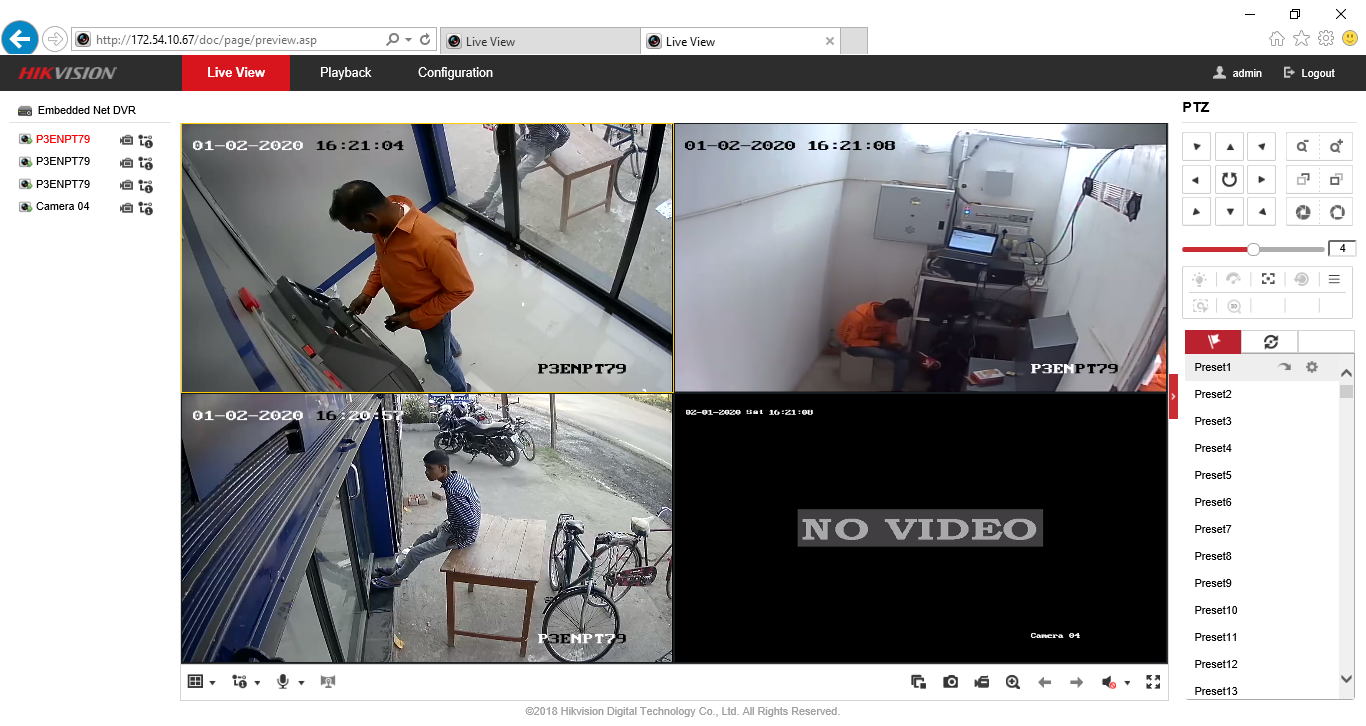 http://172.54.10.67/doc/page/preview.asp
Live View
Live View
HIKVISION
Live View Playback Configuration
admin Logout
Embedded Net DVR
P3ENPT79
P3ENPT79
P3ENPT79
Camera 04
01-02-2020 16:21:04
P3ENPT79
01-02-2020 16:21:08
P3ENPT79
01-02-2020 16:20:57
P3ENPT79
02-01-2020 Sat 16:21:08
NO VIDEO
Camera 04
PTZ
4
3D
Preset1
Preset2
Preset3
Preset4
Preset5
Preset6
Preset7
Preset8
Preset9
Preset10
Preset11
Preset12
Preset13
©2018 Hikvision Digital Technology Co., Ltd. All Rights Reserved.